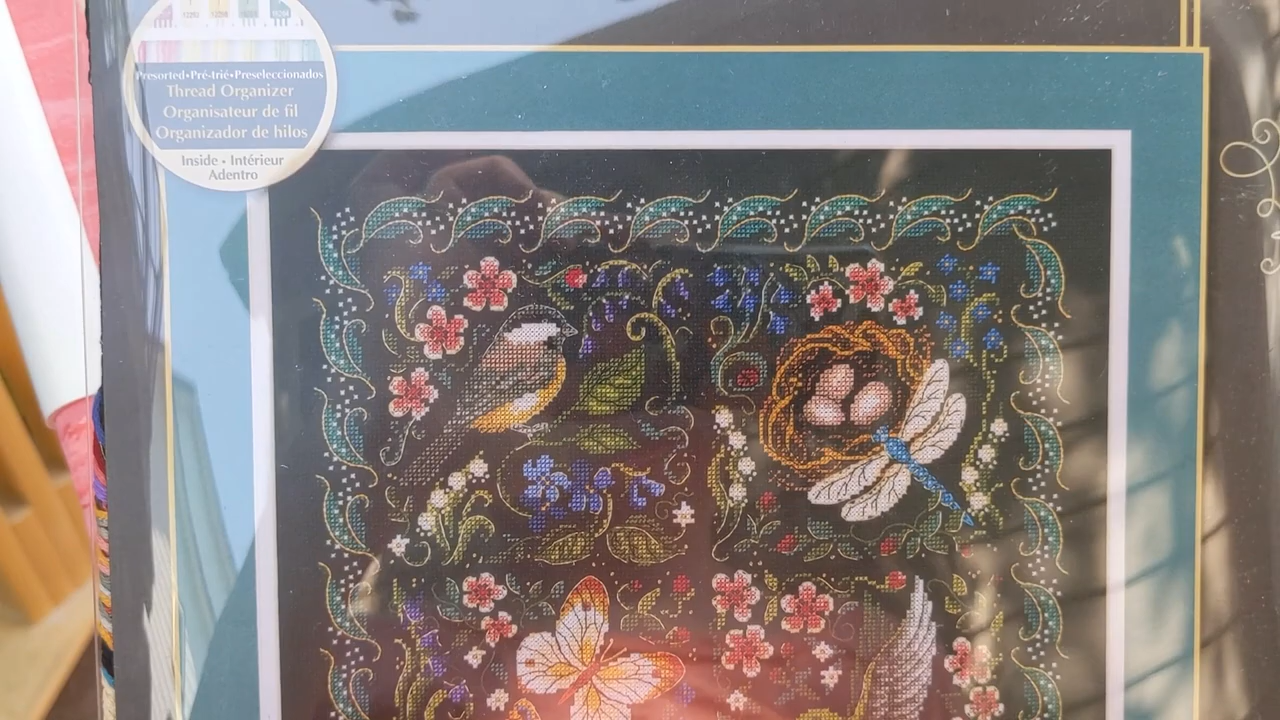 Presorted•Pré-trié•Preseleccionados
Thread Organizer
Organisateur de fil
Organizador de hilos
Inside • Intérieur
Adentro